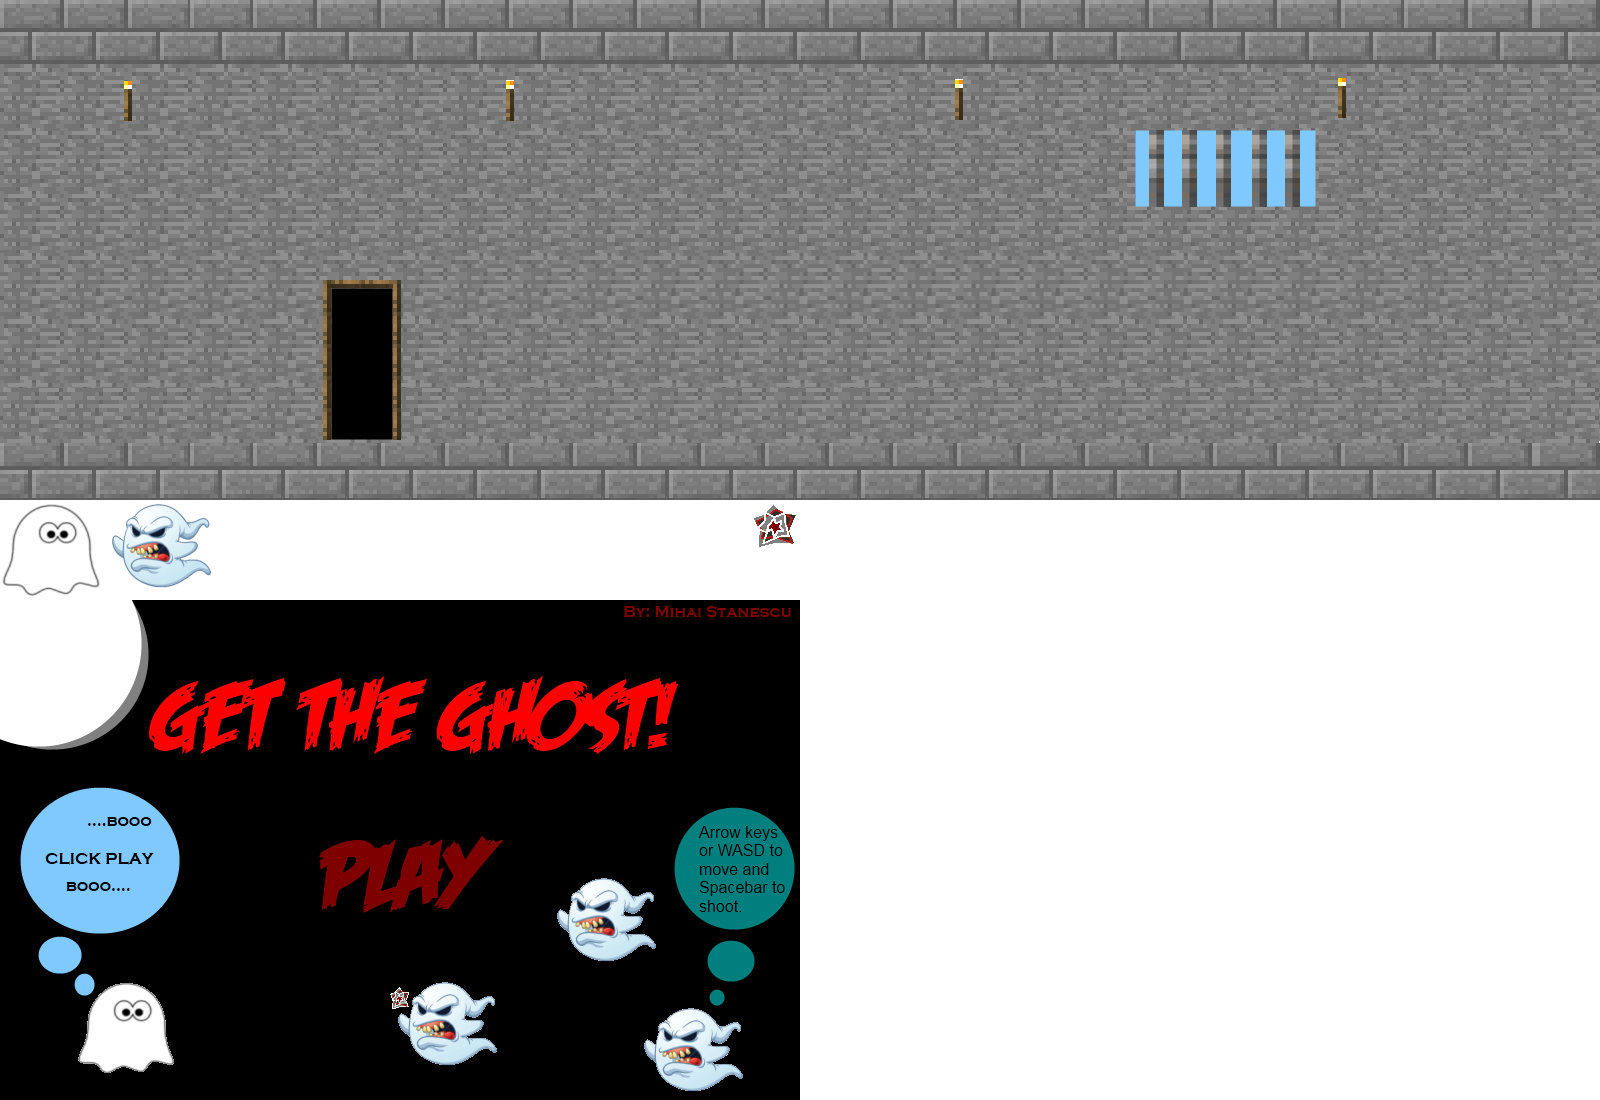 By: Mihai Stanescu
GET THE GHOST!
....BOOO
CLICK PLAY
BOOO....
PLAY
Arrow keys
or WASD to
move and
Spacebar to
shoot.